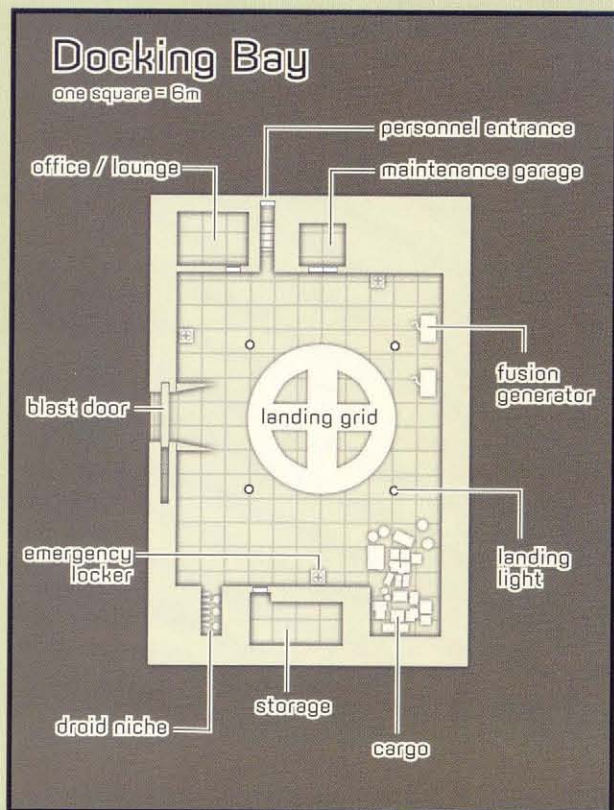 Docking Bay
one square = 6m
personnel entrance
office / lounge
maintenance garage
fusion
generator
blast door
landing grid
emergency
locker
landing
light
storage
droid niche
cargo